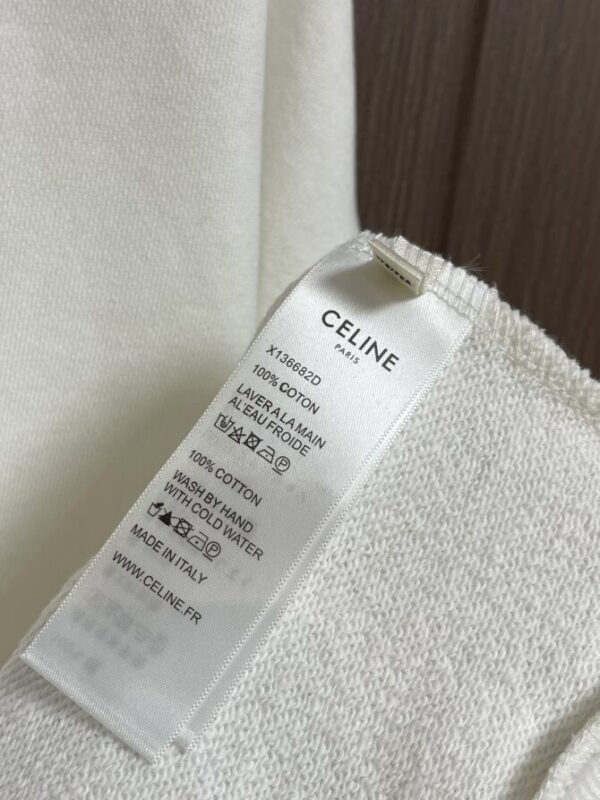 CELINE
PARIS
X136682D
100% COTON
LAVER A LA MAIN
AL'EAU FROIDE
100% COTTON
WASH BY HAND
WITH COLD WATER
MADE IN ITALY
WWW.CELINE.FR